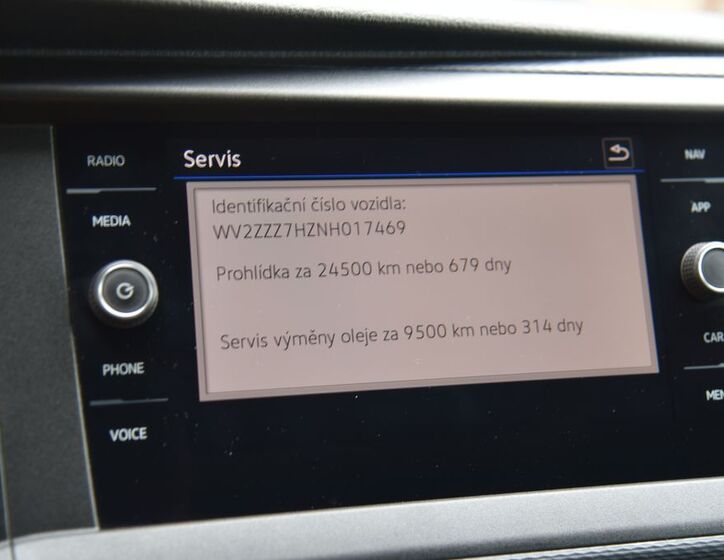 RADIO
MEDIA
PHONE
VOICE
Servis
Identifikační číslo vozidla:
WV2ZZZ7HZNH017469
Prohlídka za 24500 km nebo 679 dny
Servis výměny oleje za 9500 km nebo 314 dny
NAV
APP
CAR
MEN